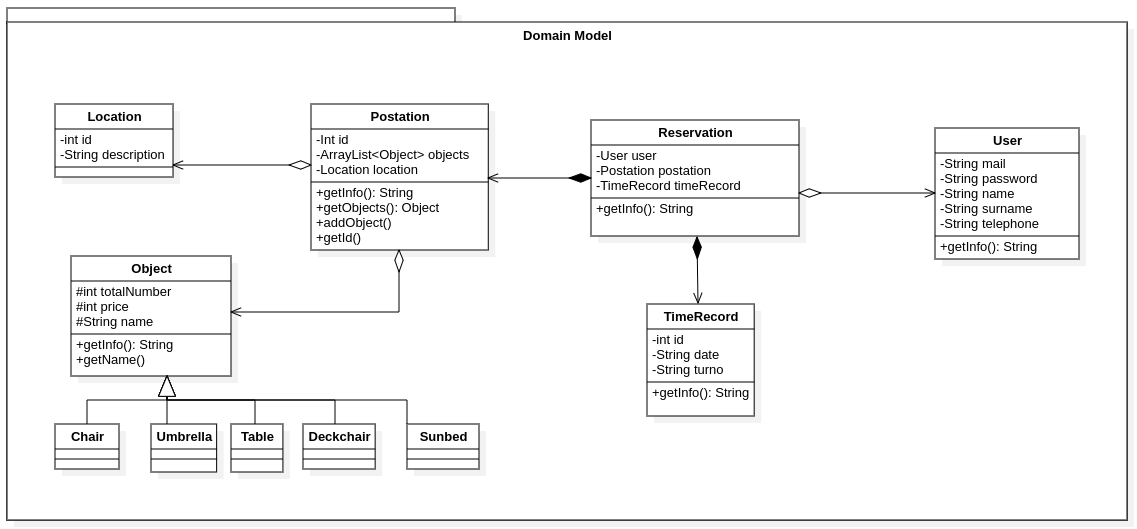 Domain Model
Location
-int id
-String description
Postation
-Int id
-ArrayList<Object> objects
-Location location
+getInfo(): String
+getObjects(): Object
+addObject()
+getId()
Reservation
-User user
-Postation postation
-TimeRecord timeRecord
+getInfo(): String
User
-String mail
-String password
-String name
-String surname
-String telephone
+getInfo(): String
Object
#int totalNumber
#int price
#String name
+getInfo(): String
+getName()
TimeRecord
-int id
-String date
-String turno
+getInfo(): String
Chair
Umbrella
Table
Deckchair
Sunbed